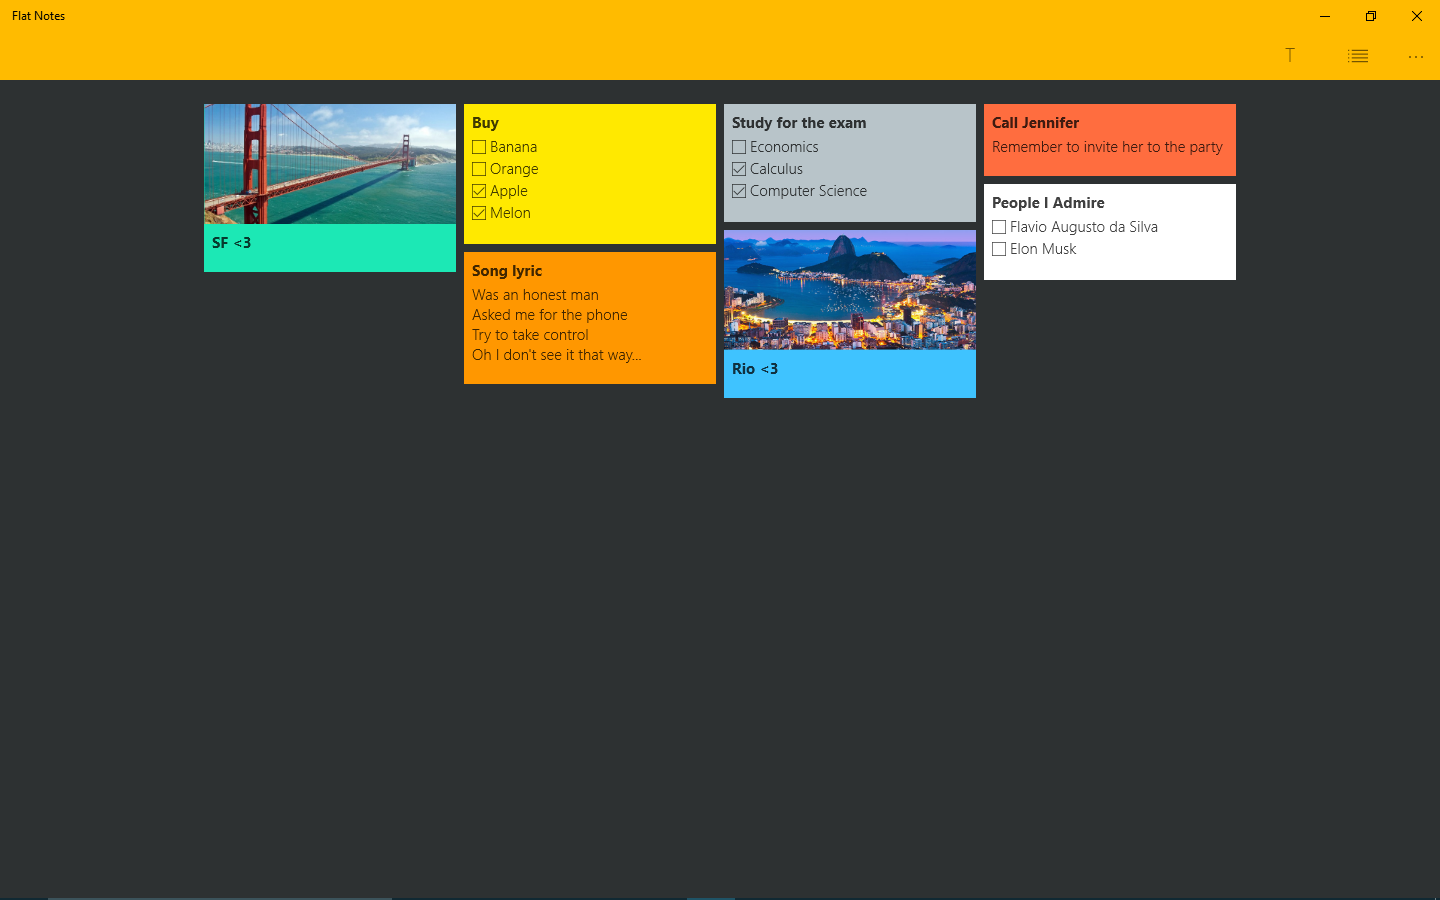 Flat Notes
T
SF <3
Buy
Banana
Orange
Apple
Melon
Song lyric
Was an honest man
Asked me for the phone
Try to take control
Oh I don't see it that way...
Study for the exam
Economics
Calculus
Computer Science
Rio <3
Call Jennifer
Remember to invite her to the party
People I Admire
Flavio Augusto da Silva
Elon Musk